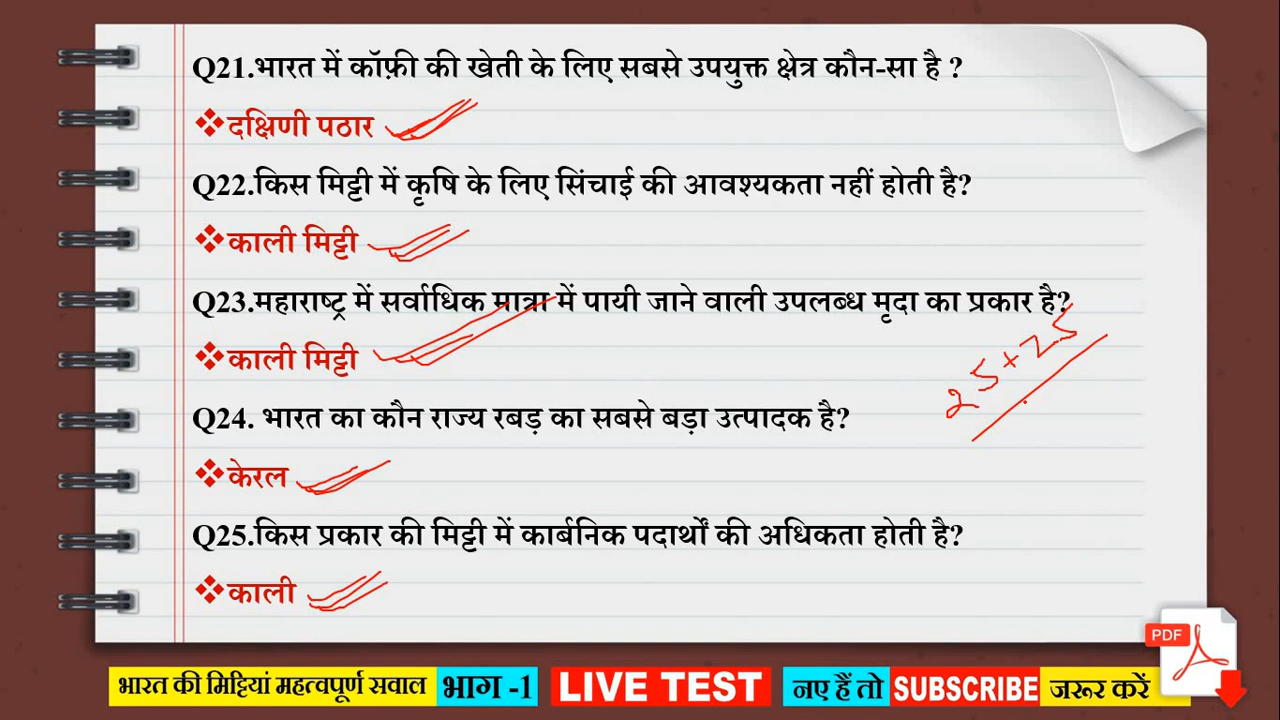 Q21.भारत में कॉफ़ी की खेती के लिए सबसे उपयुक्त क्षेत्र कौन-सा है ?
❖दक्षिणी पठार
Q22.किस मिट्टी में कृषि के लिए सिंचाई की आवश्यकता नहीं होती है?
❖काली मिट्टी
Q23.महाराष्ट्र में सर्वाधिक मात्रा में पायी जाने वाली उपलब्ध मृदा का प्रकार है?
❖काली मिट्टी
25+25
Q24. भारत का कौन राज्य रबड़ का सबसे बड़ा उत्पादक है?
❖केरल
Q25.किस प्रकार की मिट्टी में कार्बनिक पदार्थों की अधिकता होती है?
❖काली
PDF
भारत की मिट्टियां महत्वपूर्ण सवाल भाग -1 LIVE TEST नए हैं तो SUBSCRIBE जरूर करें